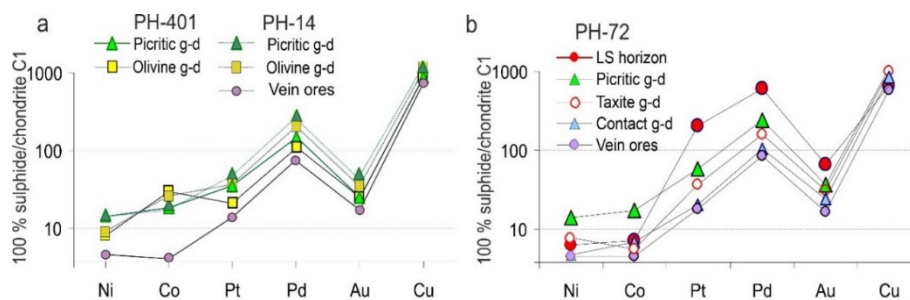 a
PH-401 PH-14
Picritic g-d Picritic g-d
Olivine g-d Olivine g-d
Vein ores
100 % sulphide/chondrite C1
1000
100
10
Ni Co Pt Pd Au Cu
b
PH-72
LS horizon
Picritic g-d
Taxite g-d
Contact g-d
Vein ores
100 % sulphide/chondrite C1
1000
100
10
Ni Co Pt Pd Au Cu